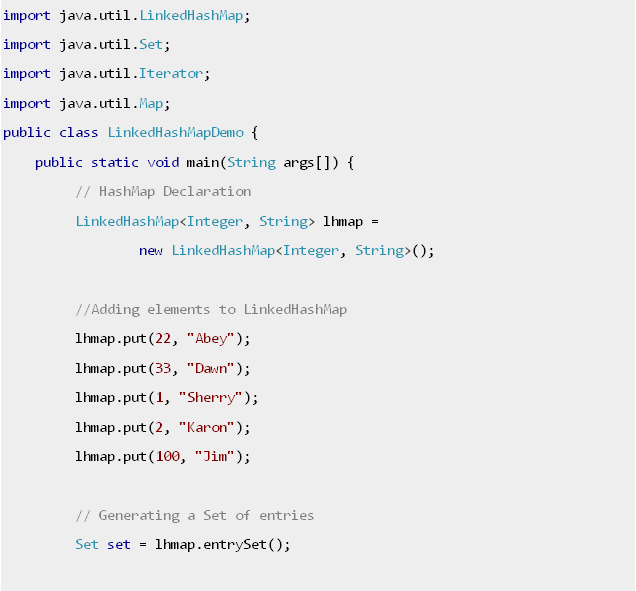 import java.util.LinkedHashMap;
import java.util.Set;
import java.util.Iterator;
import java.util.Map;
public class LinkedHashMapDemo {
    public static void main(String args[]) {
         // HashMap Declaration
         LinkedHashMap<Integer, String> lhmap =
                 new LinkedHashMap<Integer, String>();
         //Adding elements to LinkedHashMap
         lhmap.put(22, "Abey");
         lhmap.put(33, "Dawn");
         lhmap.put(1, "Sherry");
         lhmap.put(2, "Karon");
         lhmap.put(100, "Jim");
         // Generating a Set of entries
         Set set = lhmap.entrySet();